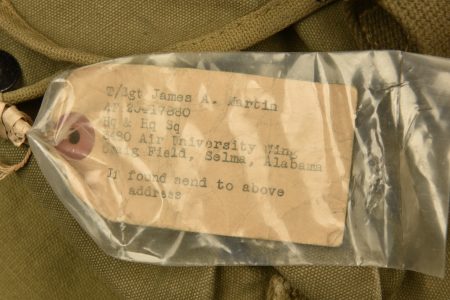 T/Sgt James A. Martin
Hq & Hq Sq
Air University Wing
Craig Field, Selma, Alabama
If found send to above
address